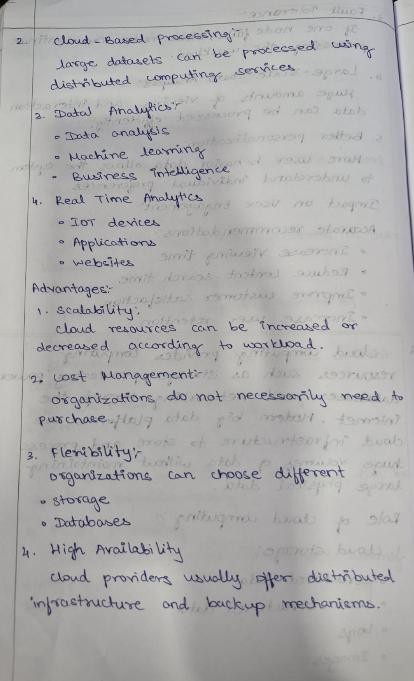 2. Cloud-Based processing:-
large datasets can be processed using
distributed computing services
3. Data Analytics:-
• Data analysis
• Machine learning
• Business intelligence
4. Real Time Analytics
• IOT devices
• Applications
• websites
Advantages:-
1. Scalability:
Cloud resources can be increased or
decreased according to workload.
2. Cost Management:-
organizations do not necessarily need to
purchase.
3. Flexibility:-
organizations can choose different
• storage
• Databases
4. High Availability
cloud providers usually offer distributed
infrastructure and backup mechanisms.